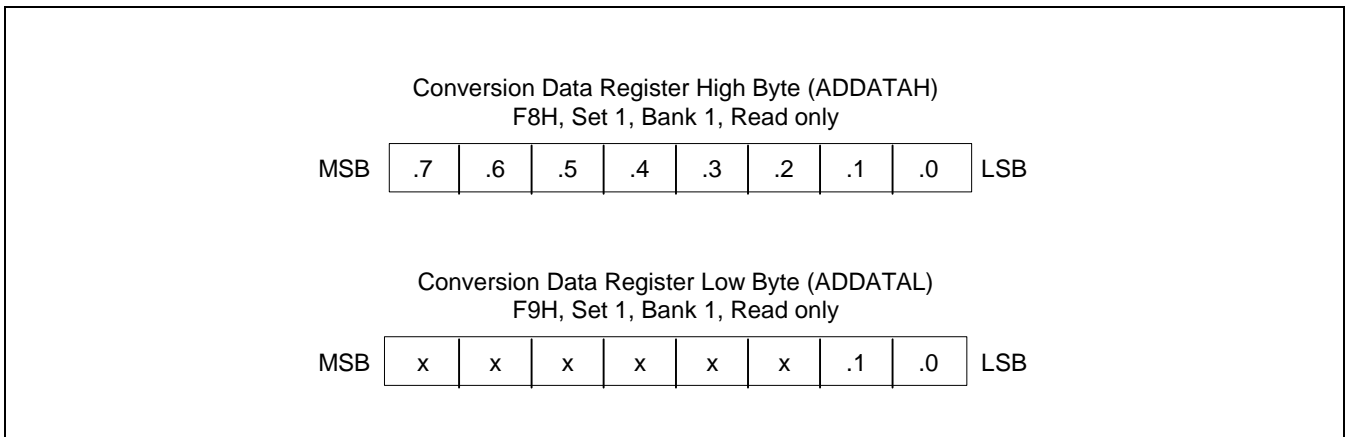 Conversion Data Register High Byte (ADDATAH)
F8H, Set 1, Bank 1, Read only
MSB .7 .6 .5 .4 .3 .2 .1 .0 LSB
Conversion Data Register Low Byte (ADDATAL)
F9H, Set 1, Bank 1, Read only
MSB x x x x x x .1 .0 LSB